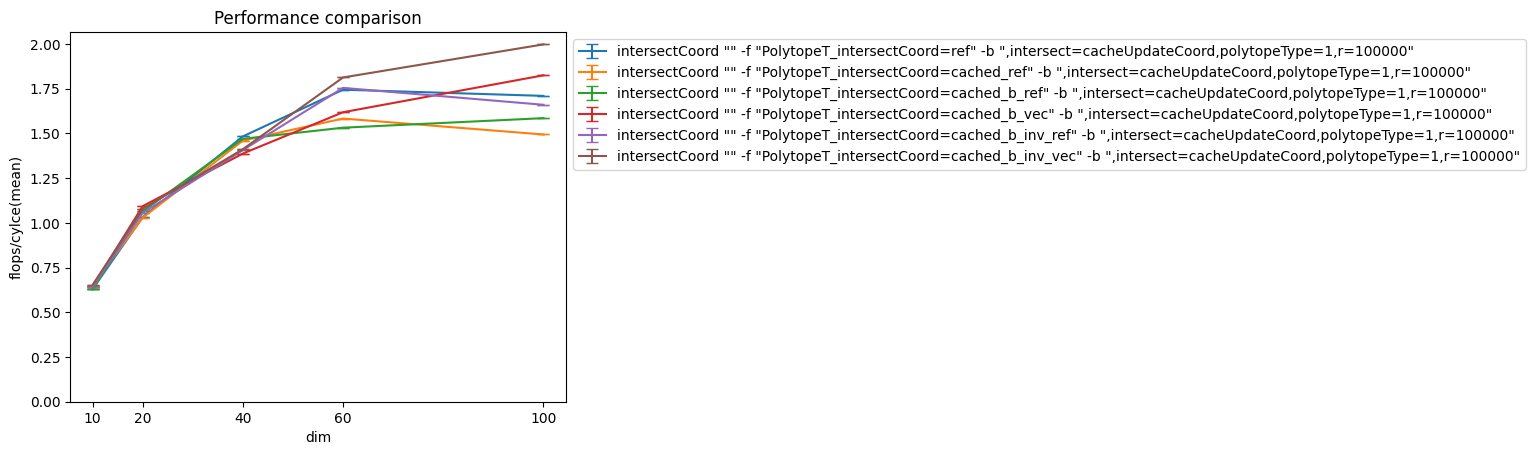 Performance comparison
flops/cylce(mean)
2.00
1.75
1.50
1.25
1.00
0.75
0.50
0.25
0.00
10 20 40 60 100
dim
intersectCoord "" -f "PolytopeT_intersectCoord=ref" -b ",intersect=cacheUpdateCoord,polytopeType=1,r=100000"
intersectCoord "" -f "PolytopeT_intersectCoord=cached_ref" -b ",intersect=cacheUpdateCoord,polytopeType=1,r=100000"
intersectCoord "" -f "PolytopeT_intersectCoord=cached_b_ref" -b ",intersect=cacheUpdateCoord,polytopeType=1,r=100000"
intersectCoord "" -f "PolytopeT_intersectCoord=cached_b_vec" -b ",intersect=cacheUpdateCoord,polytopeType=1,r=100000"
intersectCoord "" -f "PolytopeT_intersectCoord=cached_b_inv_ref" -b ",intersect=cacheUpdateCoord,polytopeType=1,r=100000"
intersectCoord "" -f "PolytopeT_intersectCoord=cached_b_inv_vec" -b ",intersect=cacheUpdateCoord,polytopeType=1,r=100000"